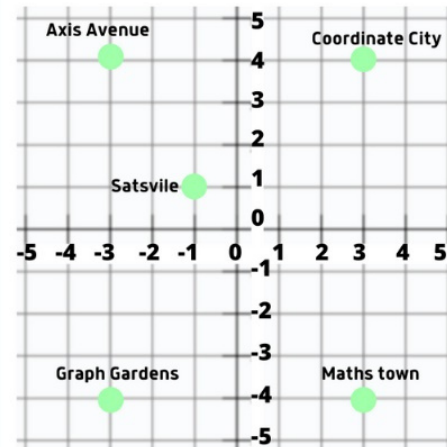 5
Axis Avenue
Coordinate City
4
3
2
Satsvile 1
0
-5 -4 -3 -2 -1 0 1 2 3 4 5
-1
-2
-3
Graph Gardens Maths town
-4
-5